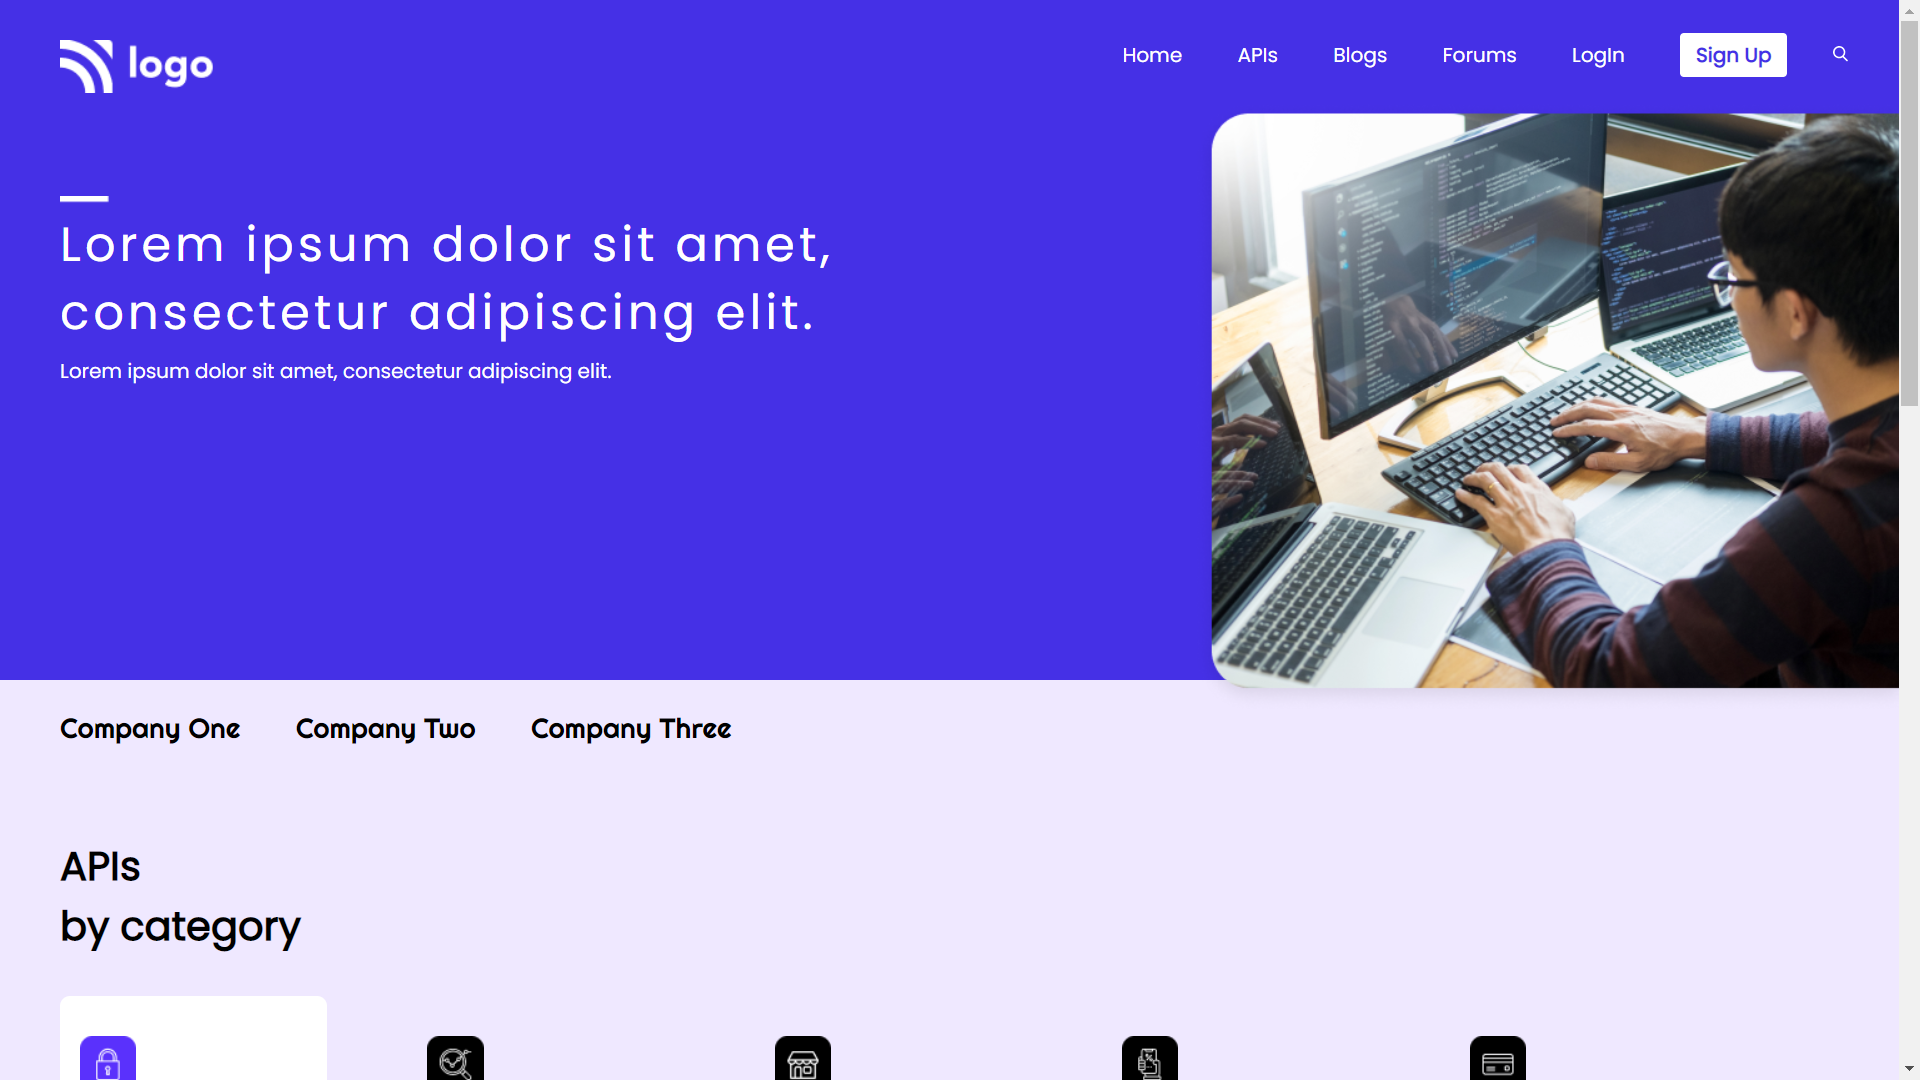 logo
Home
APIs
Blogs
Forums
LogIn
Sign Up
Lorem ipsum dolor sit amet,
consectetur adipiscing elit.
Lorem ipsum dolor sit amet, consectetur adipiscing elit.
Company One
Company Two
Company Three
APIs
by category